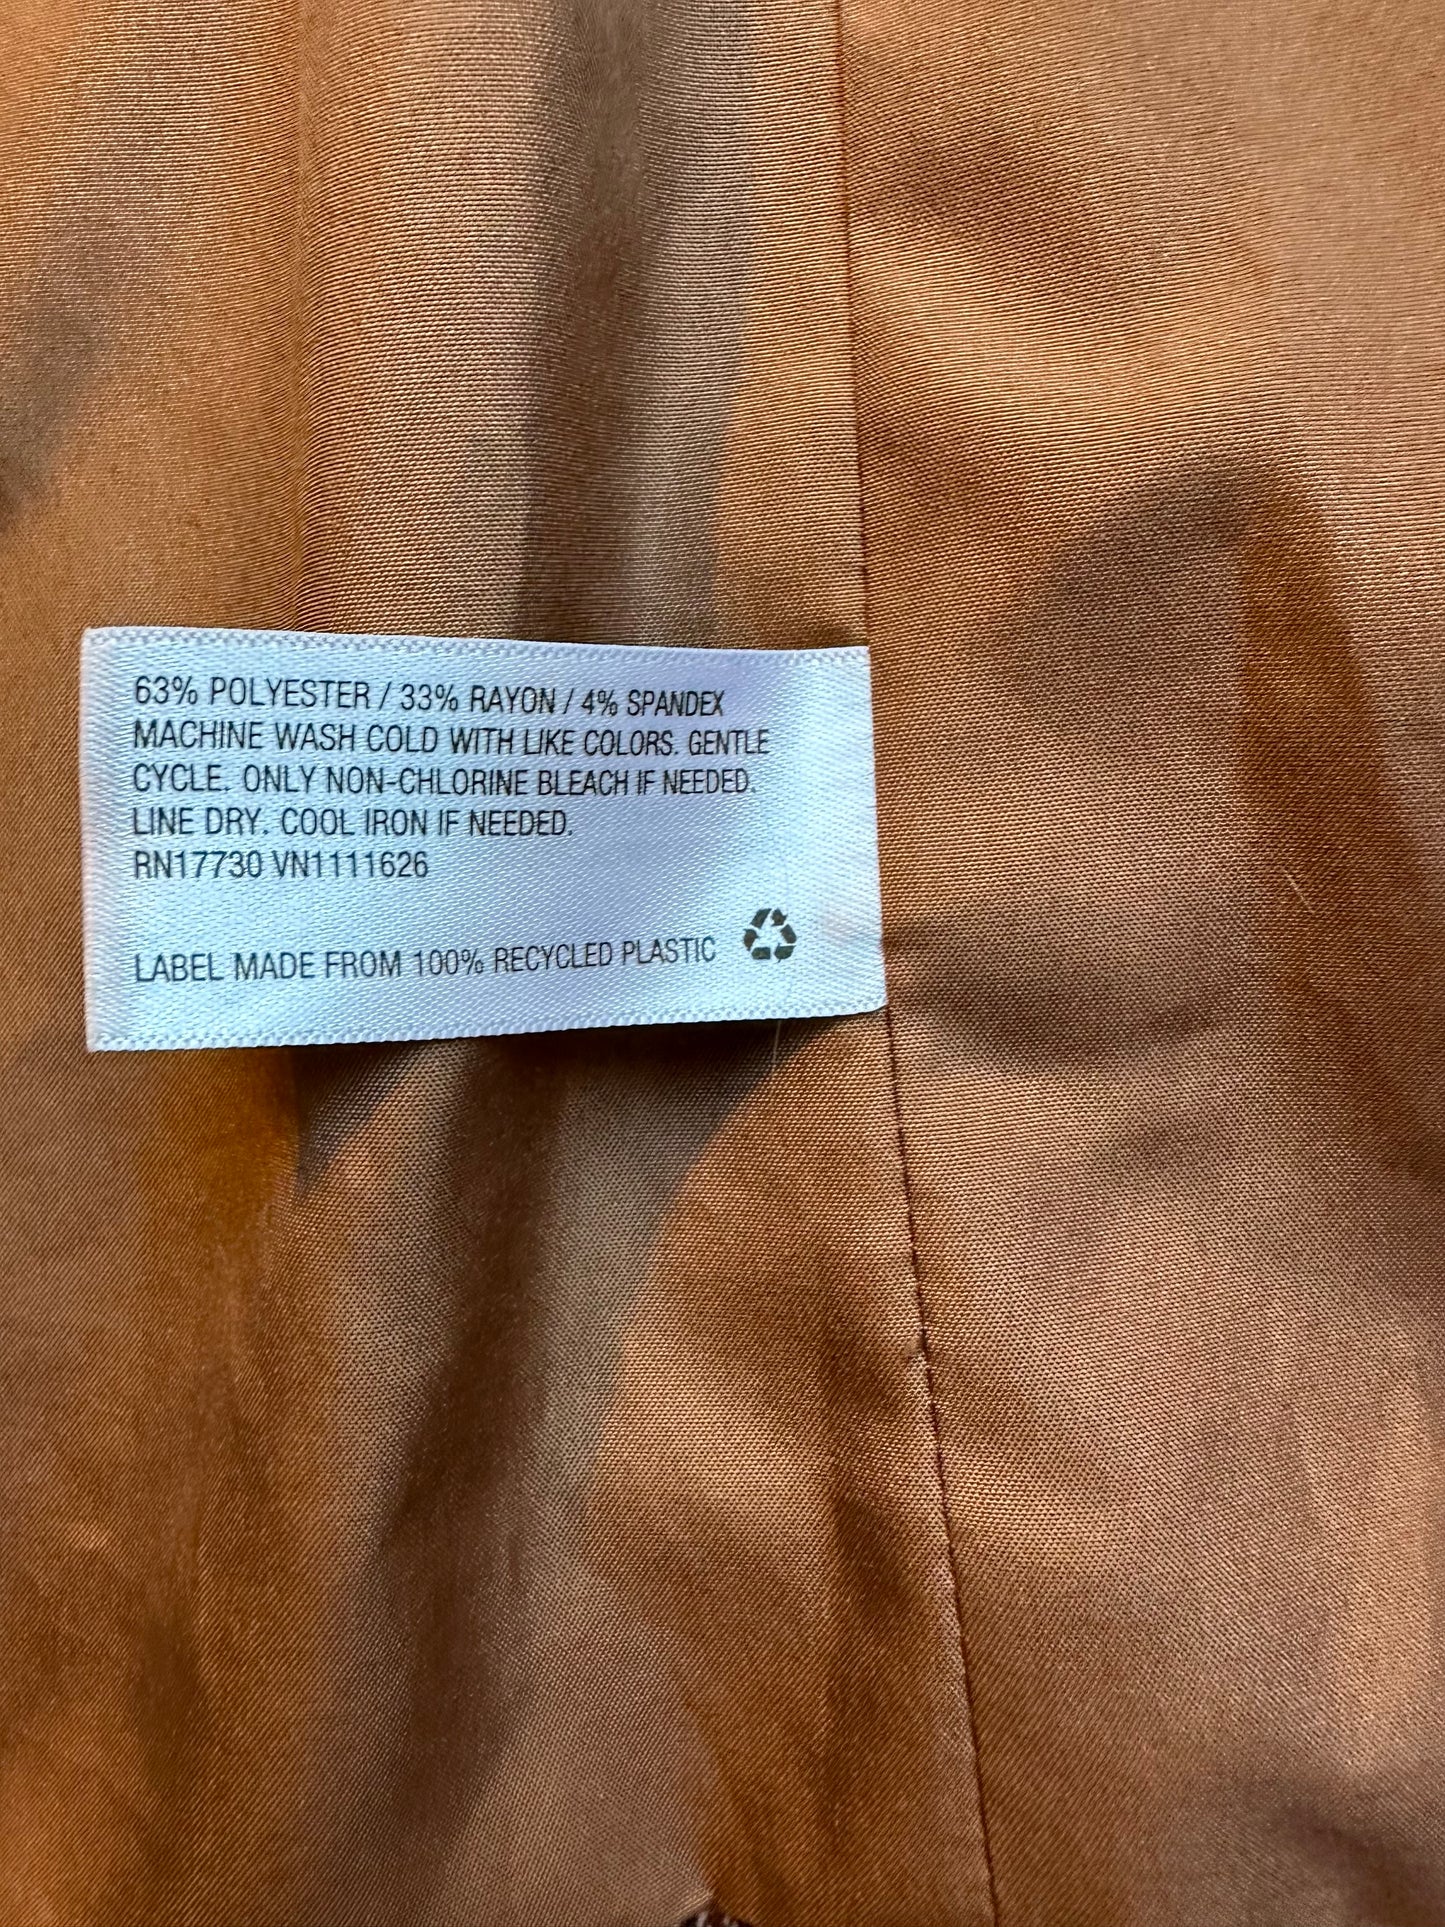 63% POLYESTER / 33% RAYON / 4% SPANDEX
MACHINE WASH COLD WITH LIKE COLORS. GENTLE
CYCLE. ONLY NON-CHLORINE BLEACH IF NEEDED.
LINE DRY. COOL IRON IF NEEDED.
RN17730 VN1111626
LABEL MADE FROM 100% RECYCLED PLASTIC